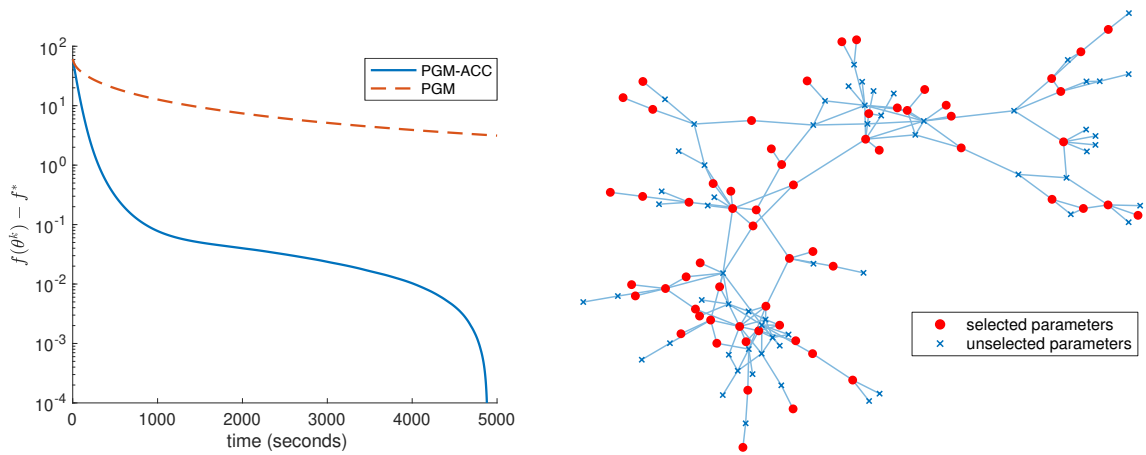 10^2
10^1
10^0
10^-1
10^-2
10^-3
10^-4
f(θ^k) − f*
0 1000 2000 3000 4000 5000
time (seconds)
PGM-ACC
PGM
selected parameters
unselected parameters